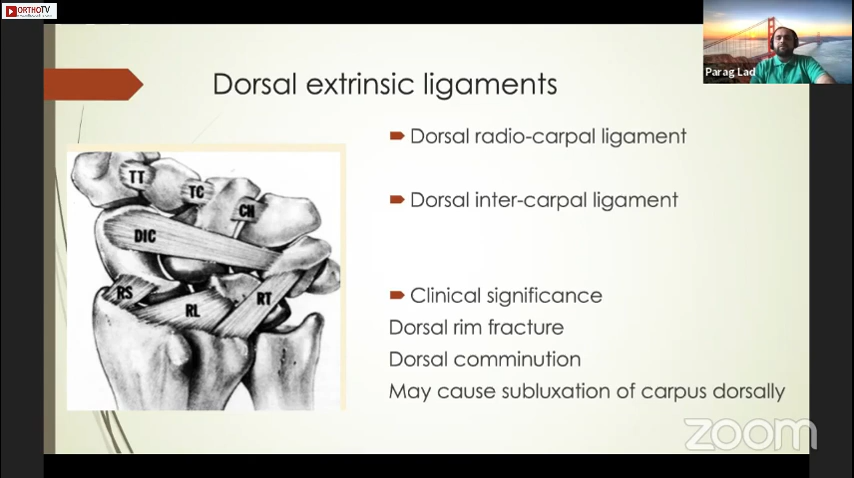 ORTHOTV
Parag Lad
Dorsal extrinsic ligaments
Dorsal radio-carpal ligament
Dorsal inter-carpal ligament
Clinical significance
Dorsal rim fracture
Dorsal comminution
May cause subluxation of carpus dorsally
TT
TC
CH
DIC
RS
RL
RT
zoom